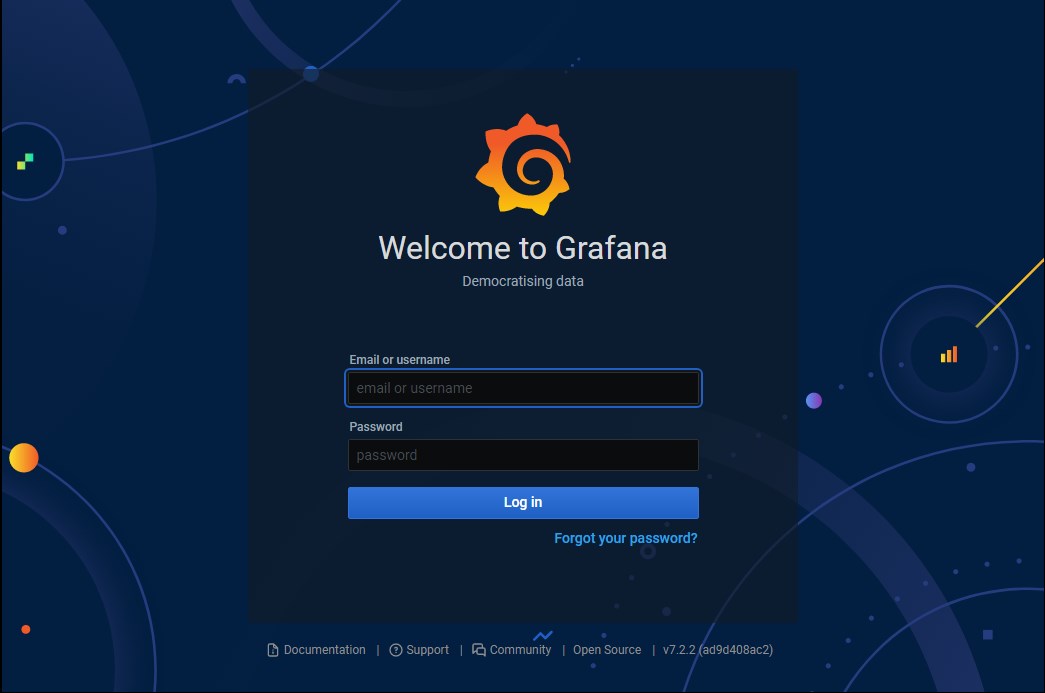 Welcome to Grafana
Democratising data
Email or username
email or username
Password
password
Log in
Forgot your password?
Documentation | Support | Community | Open Source | v7.2.2 (ad9d408ac2)